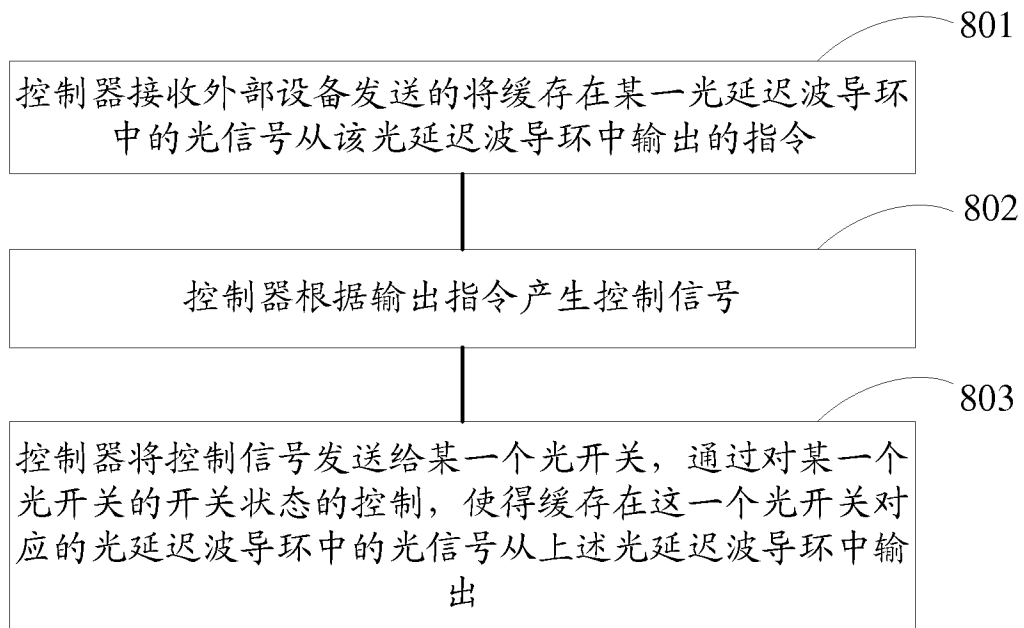 801
控制器接收外部设备发送的将缓存在某一光延迟波导环
中的光信号从该光延迟波导环中输出的指令
802
控制器根据输出指令产生控制信号
803
控制器将控制信号发送给某一个光开关，通过对某一个
光开关的开关状态的控制，使得缓存在这一个光开关对
应的光延迟波导环中的光信号从上述光延迟波导环中输
出